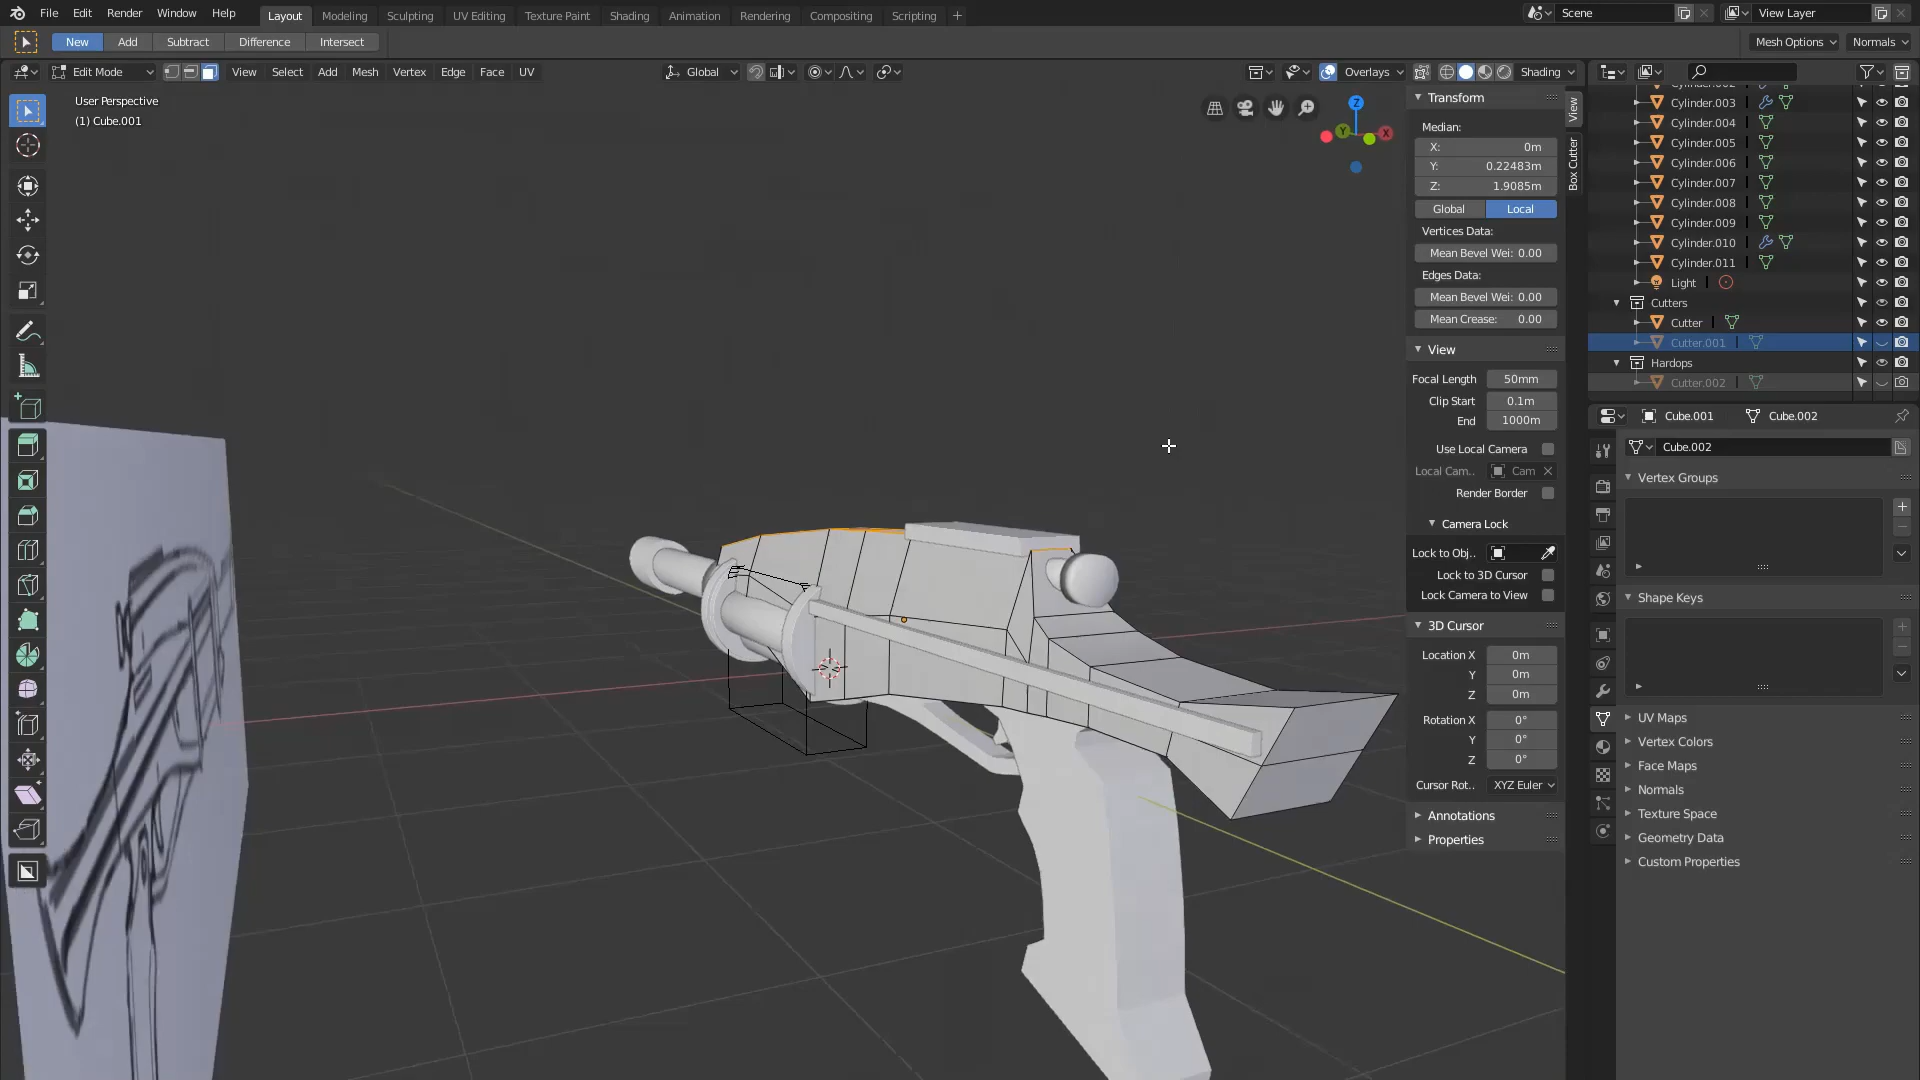 File Edit Render Window Help Layout Modeling Sculpting UV Editing Texture Paint Shading Animation Rendering Compositing Scripting + Scene View Layer
New Add Subtract Difference Intersect Mesh Options Normals
Edit Mode View Select Add Mesh Vertex Edge Face UV Global Overlays Shading
User Perspective
(1) Cube.001
Z
Y
X
View
Box Cutter
Transform
Median:
X: 0m
Y: 0.22483m
Z: 1.9085m
Global Local
Vertices Data:
Mean Bevel Wei: 0.00
Edges Data:
Mean Bevel Wei: 0.00
Mean Crease: 0.00
View
Focal Length 50mm
Clip Start 0.1m
End 1000m
Use Local Camera
Local Cam.. Cam
Render Border
Camera Lock
Lock to Obj..
Lock to 3D Cursor
Lock Camera to View
3D Cursor
Location X 0m
Y 0m
Z 0m
Rotation X 0°
Y 0°
Z 0°
Cursor Rot.. XYZ Euler
Annotations
Properties
Cylinder.003
Cylinder.004
Cylinder.005
Cylinder.006
Cylinder.007
Cylinder.008
Cylinder.009
Cylinder.010
Cylinder.011
Light
Cutters
Cutter
Cutter.001
Hardops
Cutter.002
Cube.001 Cube.002
Cube.002
Vertex Groups
Shape Keys
UV Maps
Vertex Colors
Face Maps
Normals
Texture Space
Geometry Data
Custom Properties